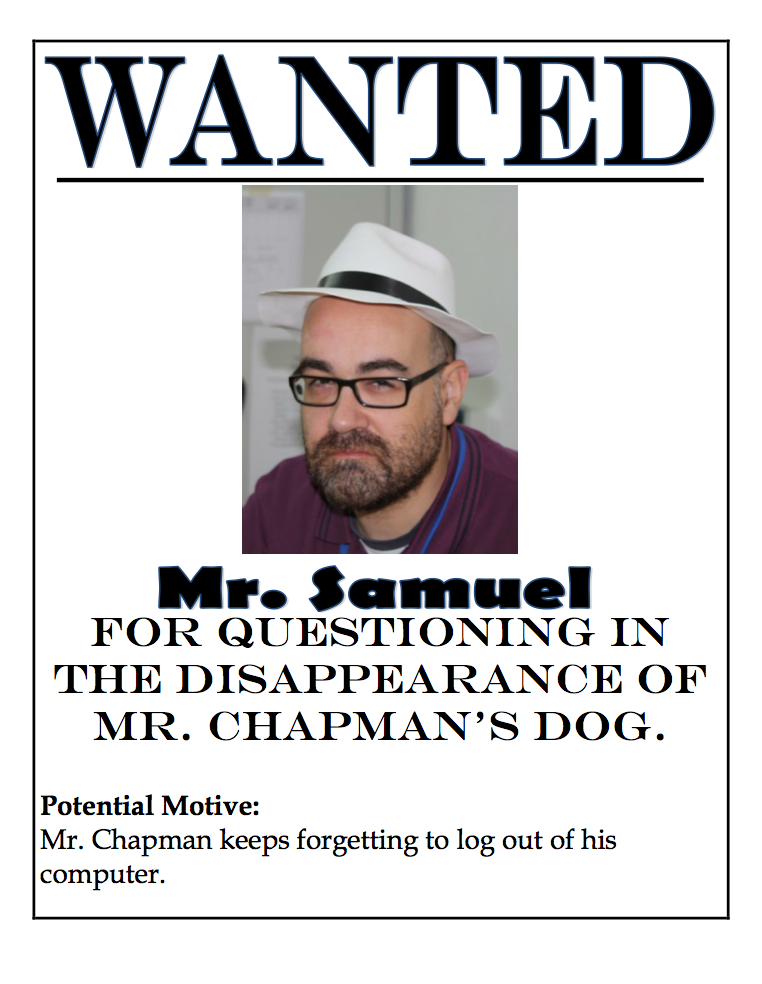 WANTED
Mr. Samuel
FOR QUESTIONING IN
THE DISAPPEARANCE OF
MR. CHAPMAN’S DOG.
Potential Motive:
Mr. Chapman keeps forgetting to log out of his
computer.